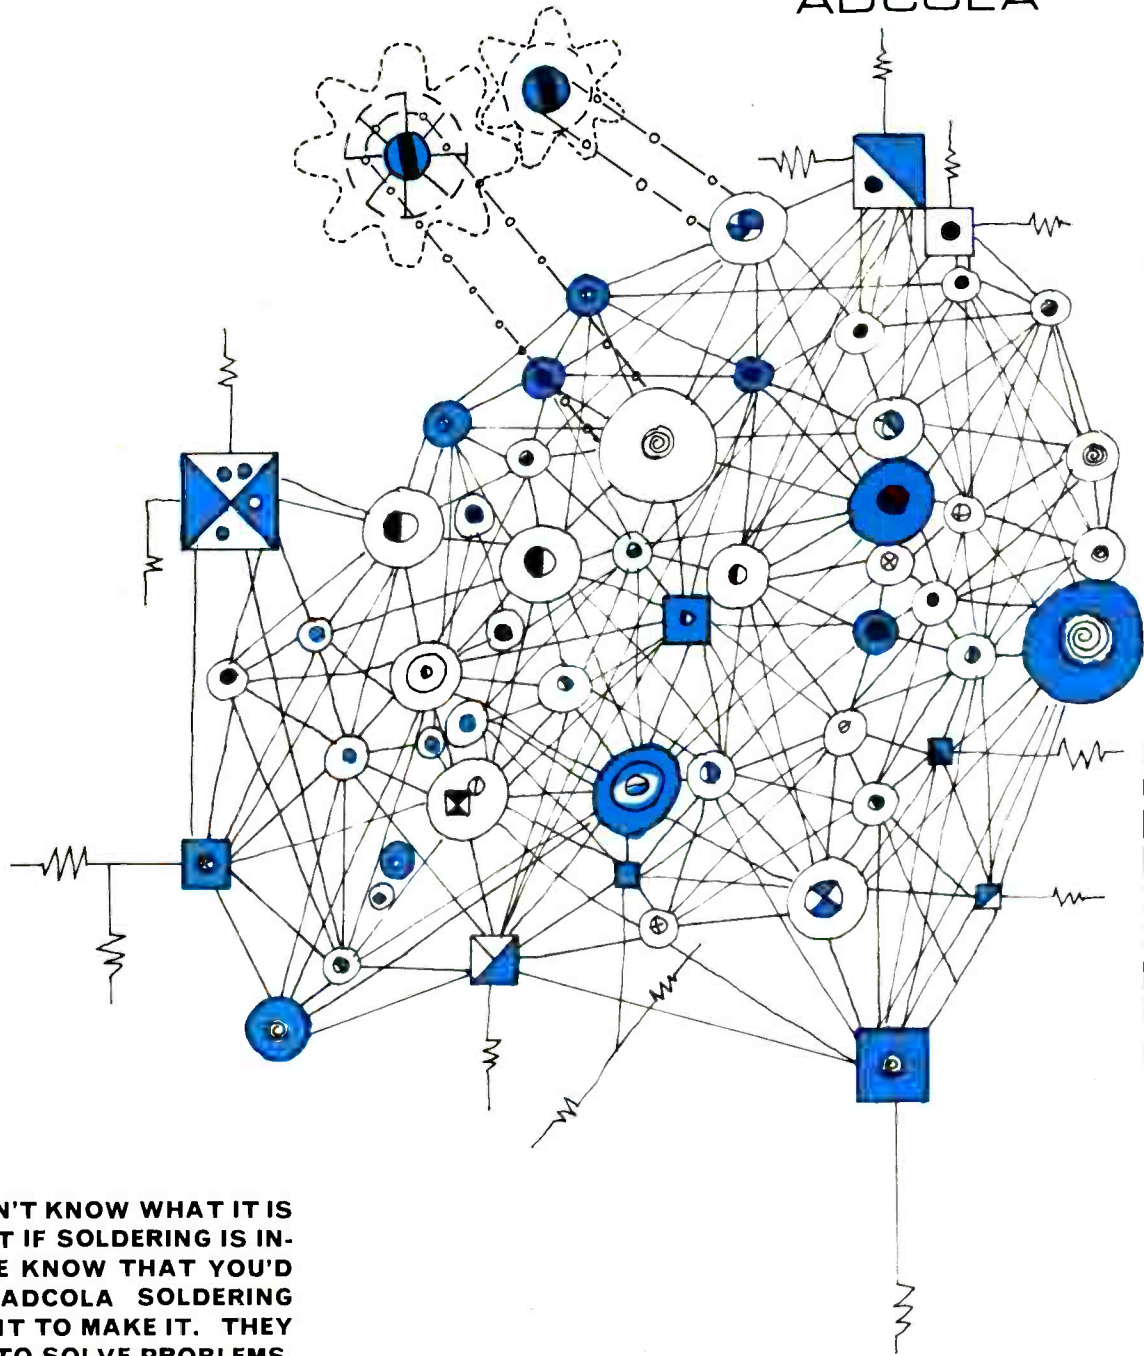 ADCOLA
N'T KNOW WHAT IT IS
T IF SOLDERING IS IN-
E KNOW THAT YOU'D
ADCOLA SOLDERING
IT TO MAKE IT. THEY
TO SOLVE PROBLEMS